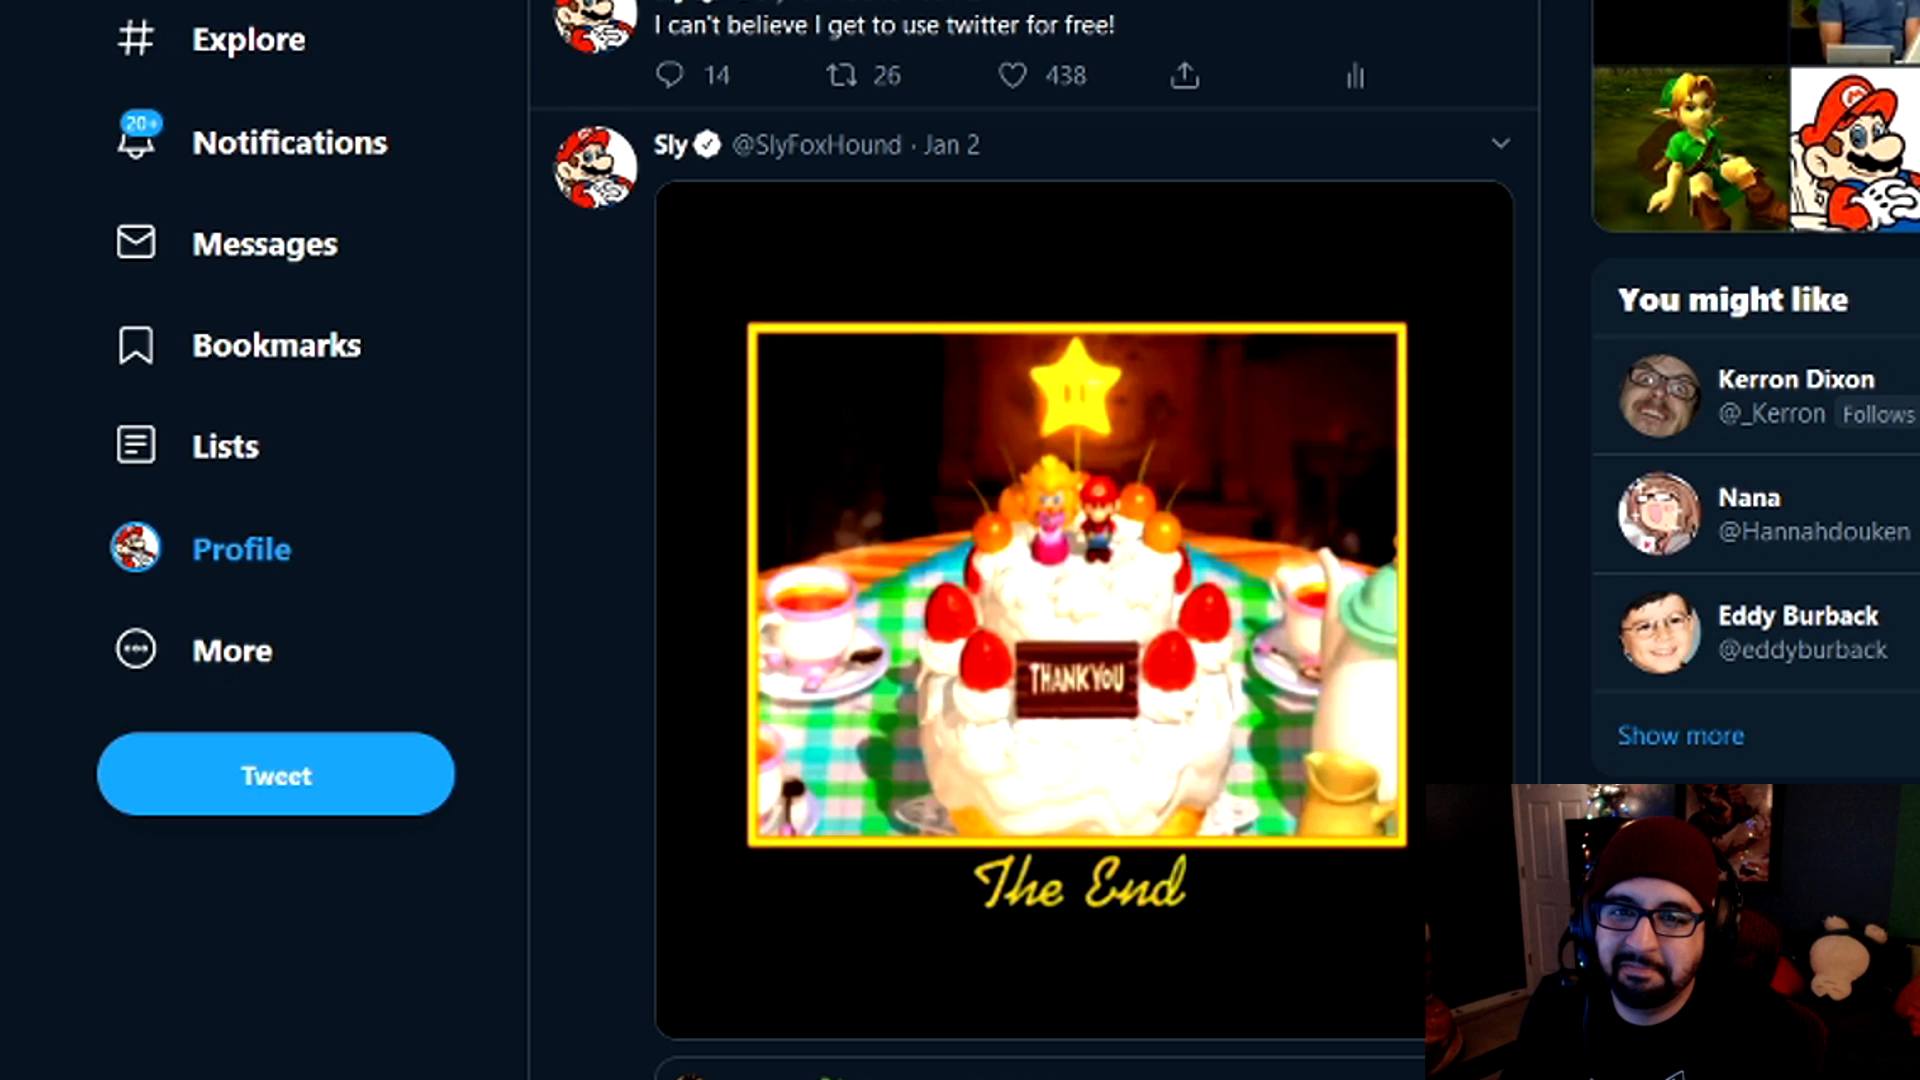 Explore
20+
Notifications
Messages
Bookmarks
Lists
Profile
More
Tweet
I can't believe I get to use twitter for free!
14 26 438
Sly @SlyFoxHound · Jan 2
THANK YOU
The End
You might like
Kerron Dixon
@_Kerron Follows
Nana
@Hannahdouken
Eddy Burback
@eddyburback
Show more